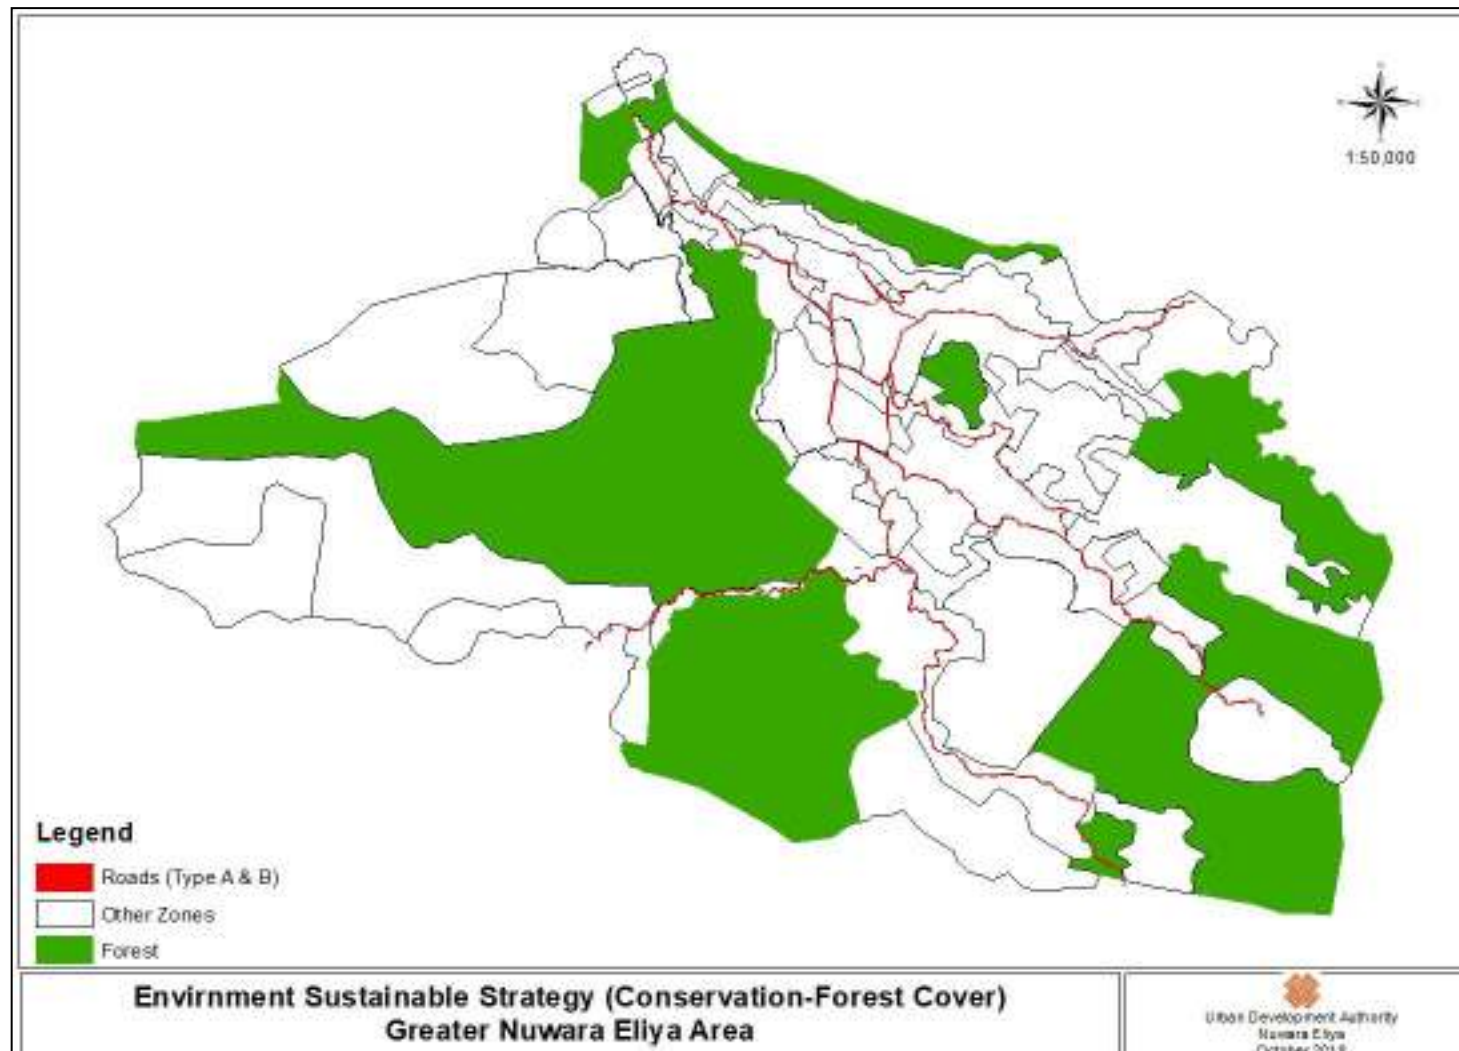 1:50,000
Legend
Roads (Type A & B)
Other Zones
Forest
Envirnment Sustainable Strategy (Conservation-Forest Cover)
Greater Nuwara Eliya Area
Urban Development Authority
Nuwara Eliya
October